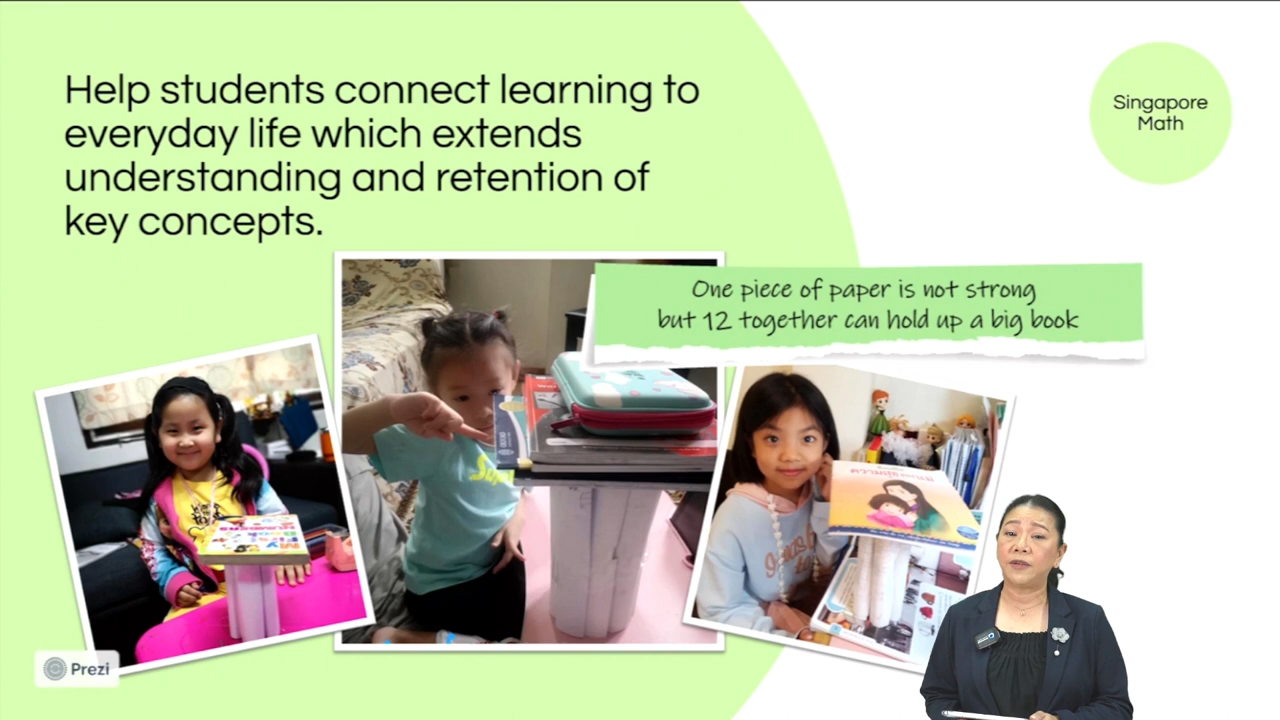 Help students connect learning to
everyday life which extends
understanding and retention of
key concepts.
Singapore
Math
One piece of paper is not strong
but 12 together can hold up a big book
Prezi